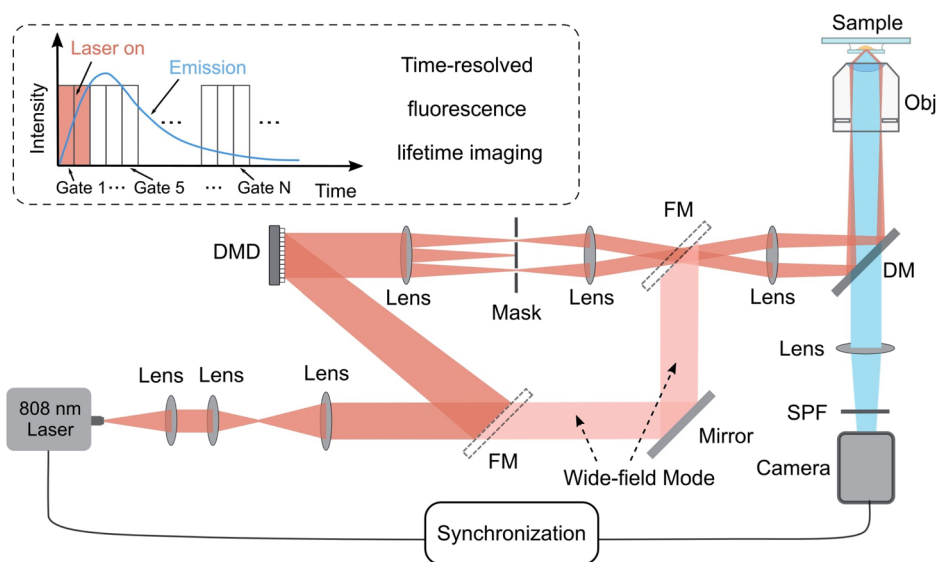 Laser on
Emission
Intensity
Gate 1
...
Gate 5
...
Gate N
Time
...
...
Time-resolved
fluorescence
lifetime imaging
Sample
Obj
DMD
Lens
Mask
Lens
FM
Lens
DM
Lens
Lens
Lens
808 nm
Laser
FM
Mirror
Wide-field Mode
Lens
SPF
Camera
Synchronization